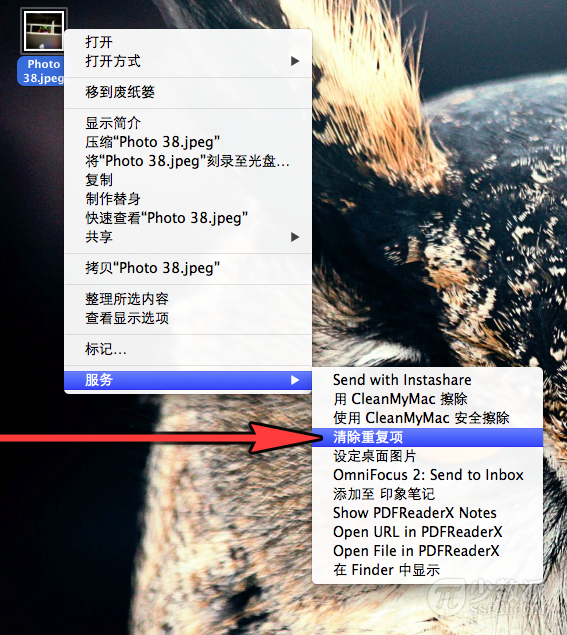 Photo
38.jpeg
打开
打开方式
移到废纸篓
显示简介
压缩“Photo 38.jpeg”
将“Photo 38.jpeg”刻录至光盘...
复制
制作替身
快速查看“Photo 38.jpeg”
共享
拷贝“Photo 38.jpeg”
整理所选内容
查看显示选项
标记...
服务
Send with Instashare
用 CleanMyMac 擦除
使用 CleanMyMac 安全擦除
清除重复项
设定桌面图片
OmniFocus 2: Send to Inbox
添加至 印象笔记
Show PDFReaderX Notes
Open URL in PDFReaderX
Open File in PDFReaderX
在 Finder 中显示
少数派
sspai.com